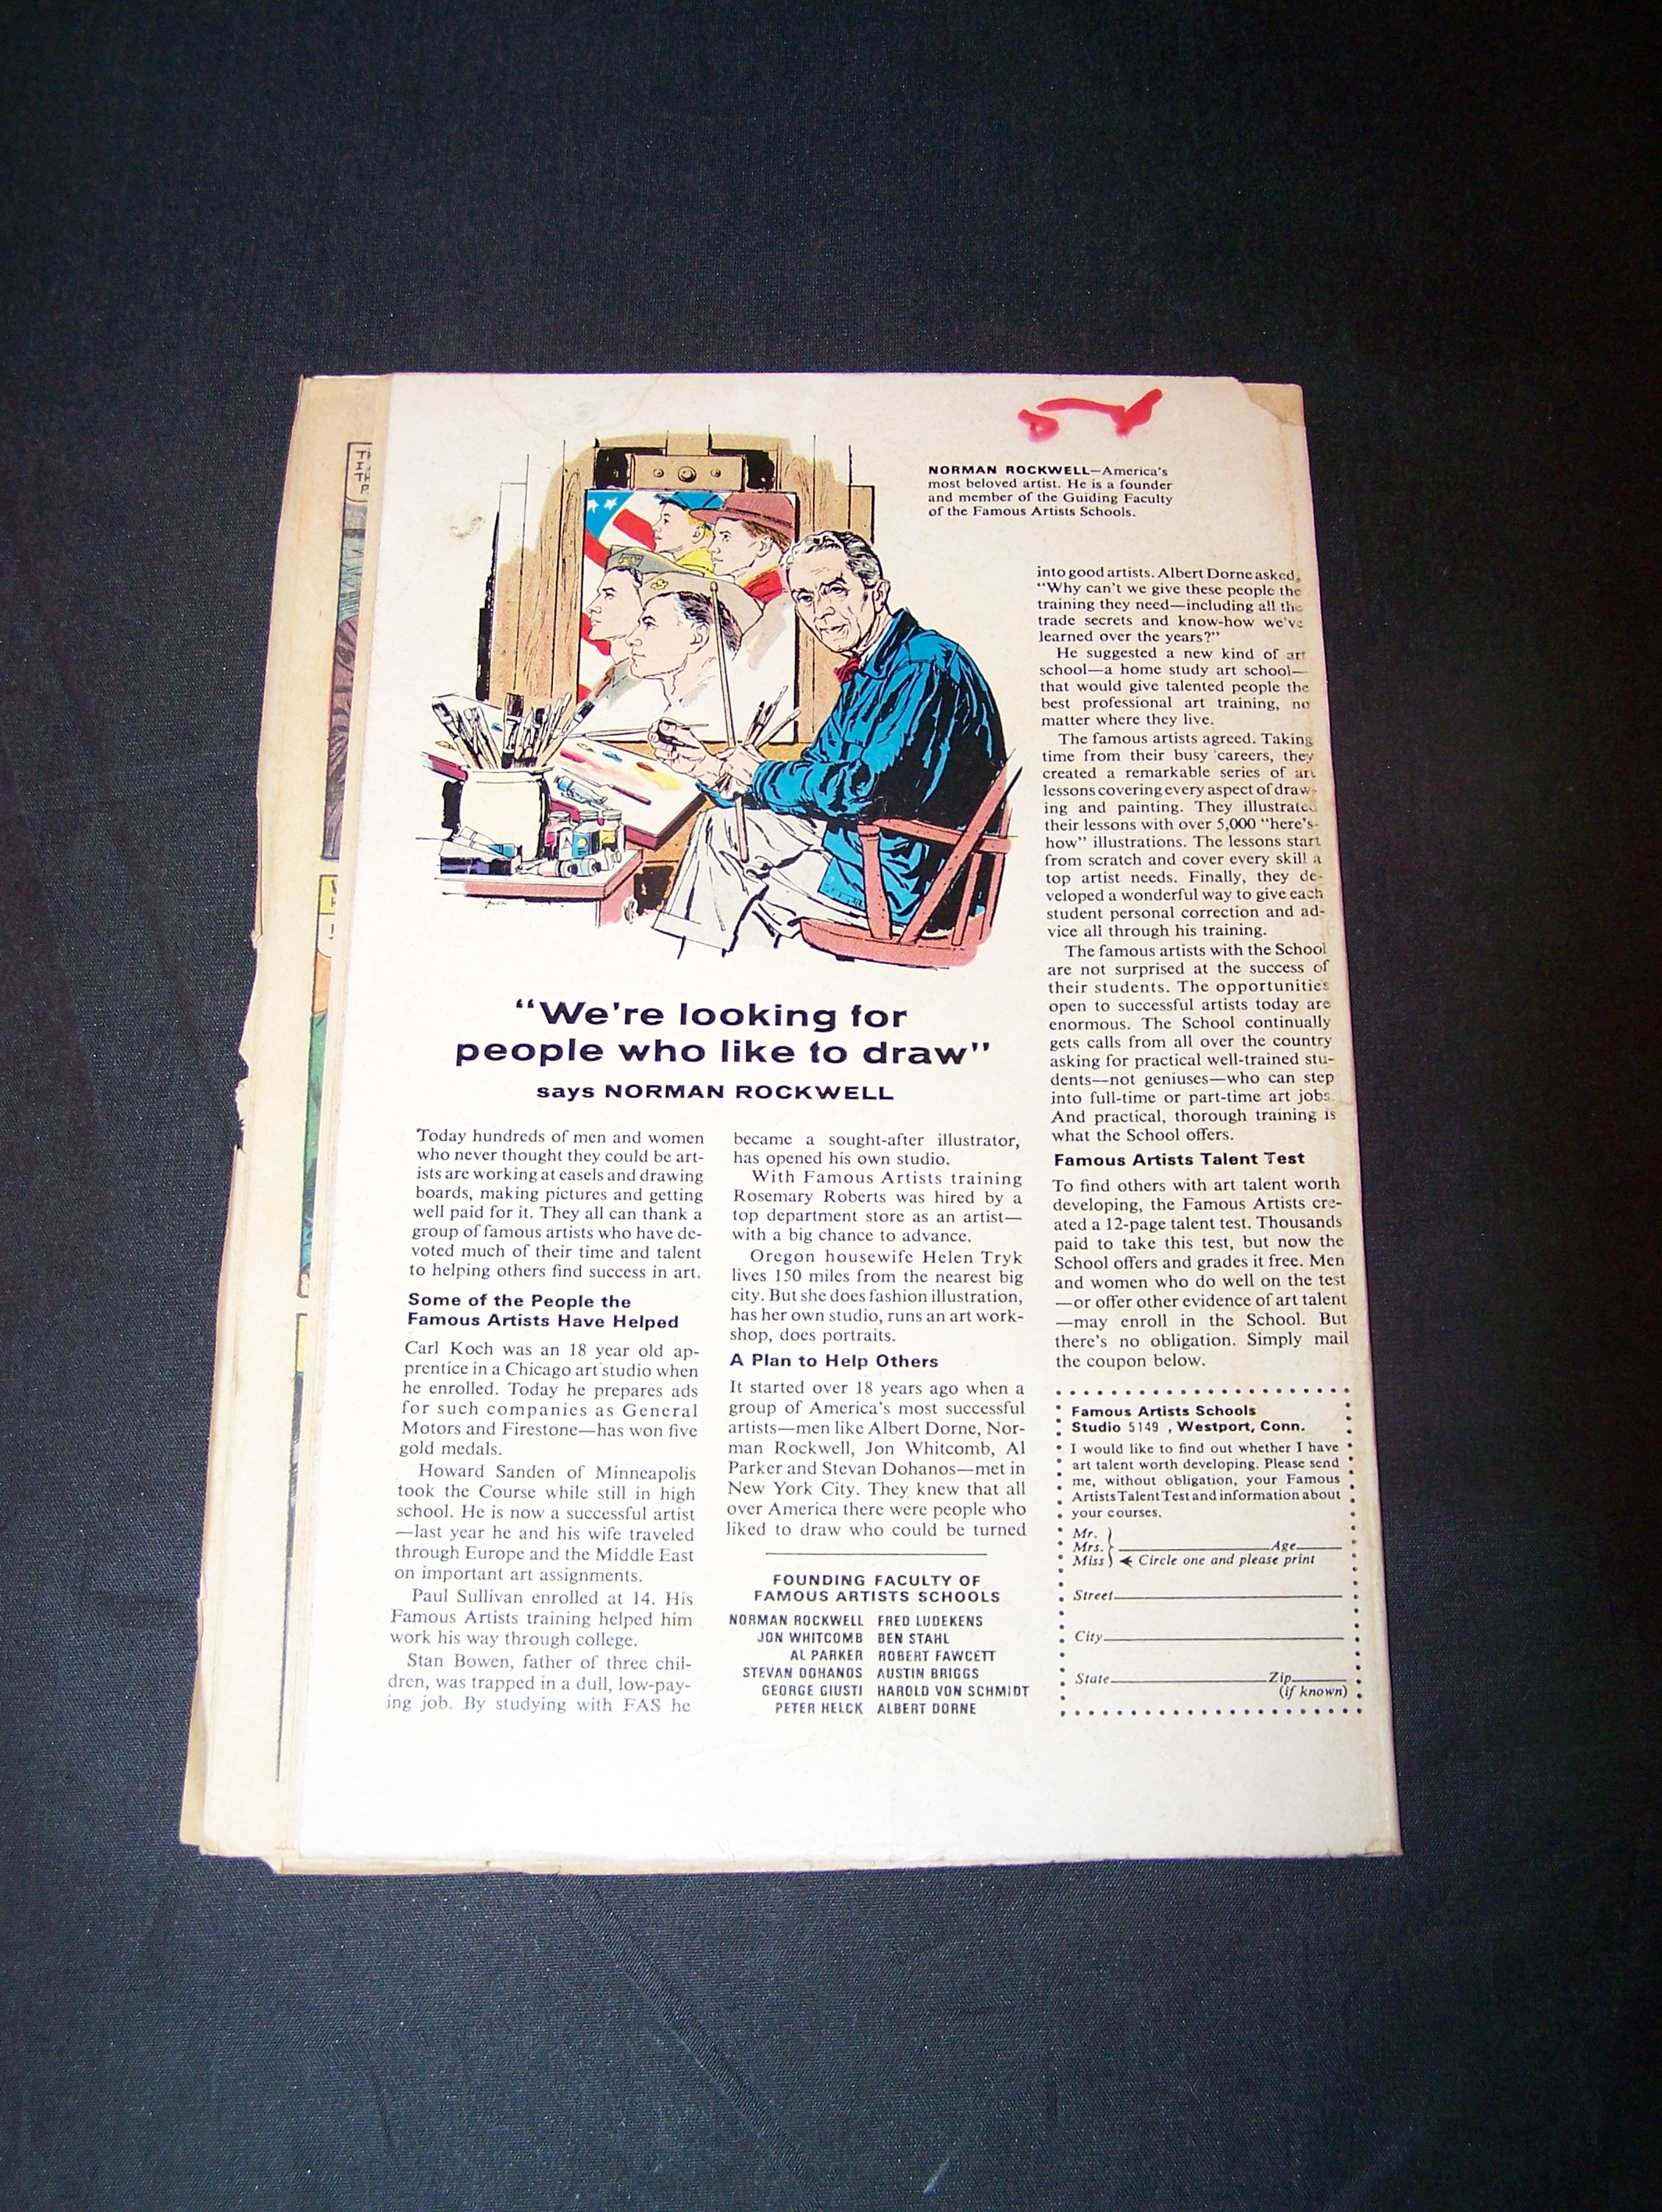 NORMAN ROCKWELL—America's
most beloved artist. He is a founder
and member of the Guiding Faculty
of the Famous Artists Schools.
"We're looking for
people who like to draw"
says NORMAN ROCKWELL
Today hundreds of men and women
who never thought they could be art-
ists are working at easels and drawing
boards, making pictures and getting
well paid for it. They all can thank a
group of famous artists who have de-
voted much of their time and talent
to helping others find success in art.
Some of the People the
Famous Artists Have Helped
Carl Koch was an 18 year old ap-
prentice in a Chicago art studio when
he enrolled. Today he prepares ads
for such companies as General
Motors and Firestone—has won five
gold medals.
Howard Sanden of Minneapolis
took the Course while still in high
school. He is now a successful artist
—last year he and his wife traveled
through Europe and the Middle East
on important art assignments.
Paul Sullivan enrolled at 14. His
Famous Artists training helped him
work his way through college.
Stan Bowen, father of three chil-
dren, was trapped in a dull, low-pay-
ing job. By studying with FAS he
became a sought-after illustrator,
has opened his own studio.
With Famous Artists training
Rosemary Roberts was hired by a
top department store as an artist—
with a big chance to advance.
Oregon housewife Helen Tryk
lives 150 miles from the nearest big
city. But she does fashion illustration,
has her own studio, runs an art work-
shop, does portraits.
A Plan to Help Others
It started over 18 years ago when a
group of America's most successful
artists—men like Albert Dorne, Nor-
man Rockwell, Jon Whitcomb, Al
Parker and Stevan Dohanos—met in
New York City. They knew that all
over America there were people who
liked to draw who could be turned
FOUNDING FACULTY OF
FAMOUS ARTISTS SCHOOLS
NORMAN ROCKWELL FRED LUDEKENS
JON WHITCOMB BEN STAHL
AL PARKER ROBERT FAWCETT
STEVAN DOHANOS AUSTIN BRIGGS
GEORGE GIUSTI HAROLD VON SCHMIDT
PETER HELCK ALBERT DORNE
into good artists. Albert Dorne asked,
"Why can't we give these people the
training they need—including all the
trade secrets and know-how we've
learned over the years?"
He suggested a new kind of art
school—a home study art school—
that would give talented people the
best professional art training, no
matter where they live.
The famous artists agreed. Taking
time from their busy careers, they
created a remarkable series of art
lessons covering every aspect of draw-
ing and painting. They illustrated
their lessons with over 5,000 "here's-
how" illustrations. The lessons start
from scratch and cover every skill a
top artist needs. Finally, they de-
veloped a wonderful way to give each
student personal correction and ad-
vice all through his training.
The famous artists with the School
are not surprised at the success of
their students. The opportunities
open to successful artists today are
enormous. The School continually
gets calls from all over the country
asking for practical well-trained stu-
dents—not geniuses—who can step
into full-time or part-time art jobs.
And practical, thorough training is
what the School offers.
Famous Artists Talent Test
To find others with art talent worth
developing, the Famous Artists cre-
ated a 12-page talent test. Thousands
paid to take this test, but now the
School offers and grades it free. Men
and women who do well on the test
—or offer other evidence of art talent
—may enroll in the School. But
there's no obligation. Simply mail
the coupon below.
Famous Artists Schools
Studio 5149 , Westport, Conn.
I would like to find out whether I have
art talent worth developing. Please send
me, without obligation, your Famous
Artists Talent Test and information about
your courses.
Mr.
Mrs. Age
Miss Circle one and please print
Street
City
State Zip
(if known)